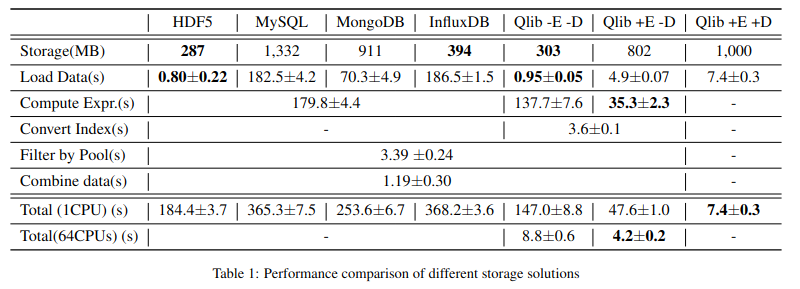 HDF5 MySQL MongoDB InfluxDB Qlib -E -D Qlib +E -D Qlib +E +D
Storage(MB) 287 1,332 911 394 303 802 1,000
Load Data(s) 0.80±0.22 182.5±4.2 70.3±4.9 186.5±1.5 0.95±0.05 4.9±0.07 7.4±0.3
Compute Expr.(s) 179.8±4.4 137.7±7.6 35.3±2.3 -
Convert Index(s) - 3.6±0.1 -
Filter by Pool(s) 3.39 ±0.24 -
Combine data(s) 1.19±0.30 -
Total (1CPU) (s) 184.4±3.7 365.3±7.5 253.6±6.7 368.2±3.6 147.0±8.8 47.6±1.0 7.4±0.3
Total(64CPUs) (s) - 8.8±0.6 4.2±0.2 -
Table 1: Performance comparison of different storage solutions